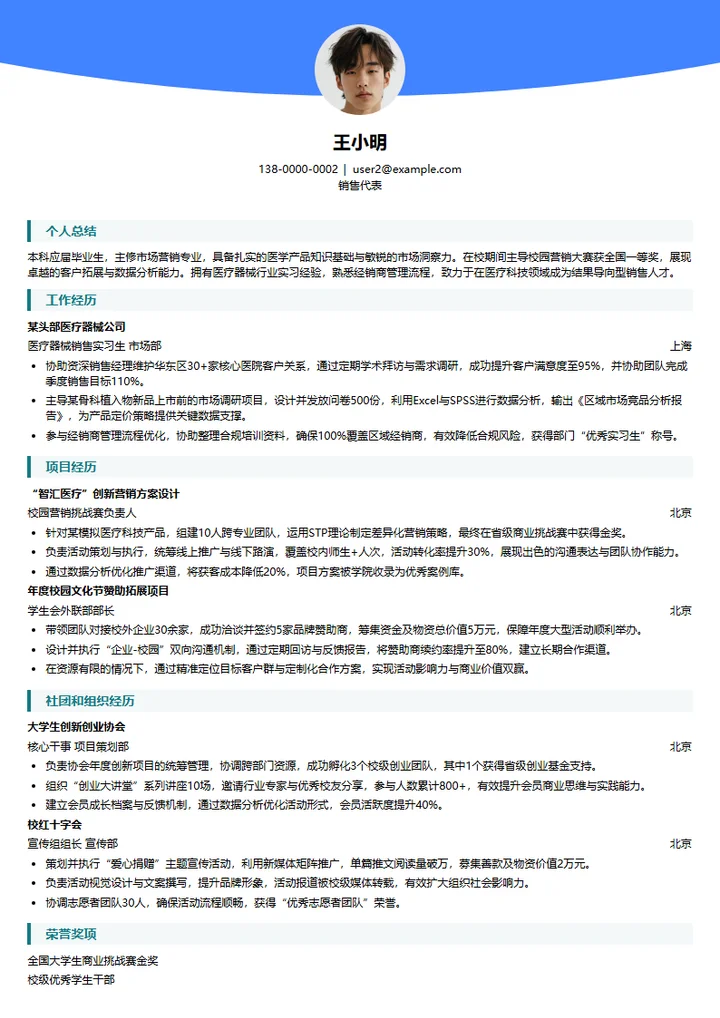 王小明
138-0000-0002 | user2@example.com
销售代表
个人总结
本科应届毕业生，主修市场营销专业，具备扎实的医学产品知识基础与敏锐的市场洞察力。在校期间主导校园营销大赛获全国一等奖，展现
卓越的客户拓展与数据分析能力。拥有医疗器械行业实习经验，熟悉经销商管理流程，致力于在医疗科技领域成为结果导向型销售人才。
工作经历
某头部医疗器械公司
医疗器械销售实习生 市场部 上海
• 协助资深销售经理维护华东区30+家核心医院客户关系，通过定期学术拜访与需求调研，成功提升客户满意度至95%，并协助团队完成
季度销售目标110%。
• 主导某骨科植入物新品上市前的市场调研项目，设计并发放问卷500份，利用Excel与SPSS进行数据分析，输出《区域市场竞品分析报
告》，为产品定价策略提供关键数据支撑。
• 参与经销商管理流程优化，协助整理合规培训资料，确保100%覆盖区域经销商，有效降低合规风险，获得部门“优秀实习生”称号。
项目经历
“智汇医疗”创新营销方案设计
校园营销挑战赛负责人 北京
• 针对某模拟医疗科技产品，组建10人跨专业团队，运用STP理论制定差异化营销策略，最终在省级商业挑战赛中获得金奖。
• 负责活动策划与执行，统筹线上推广与线下路演，覆盖校内师生+人次，活动转化率提升30%，展现出色的沟通表达与团队协作能力。
• 通过数据分析优化推广渠道，将获客成本降低20%，项目方案被学院收录为优秀案例库。
年度校园文化节赞助拓展项目
学生会外联部部长 北京
• 带领团队对接校外企业30余家，成功洽谈并签约5家品牌赞助商，筹集资金及物资总价值5万元，保障年度大型活动顺利举办。
• 设计并执行“企业-校园”双向沟通机制，通过定期回访与反馈报告，将赞助商续约率提升至80%，建立长期合作渠道。
• 在资源有限的情况下，通过精准定位目标客户群与定制化合作方案，实现活动影响力与商业价值双赢。
社团和组织经历
大学生创新创业协会
核心干事 项目策划部 北京
• 负责协会年度创新项目的统筹管理，协调跨部门资源，成功孵化3个校级创业团队，其中1个获得省级创业基金支持。
• 组织“创业大讲堂”系列讲座10场，邀请行业专家与优秀校友分享，参与人数累计800+，有效提升会员商业思维与实践能力。
• 建立会员成长档案与反馈机制，通过数据分析优化活动形式，会员活跃度提升40%。
校红十字会
宣传组组长 宣传部 北京
• 策划并执行“爱心捐赠”主题宣传活动，利用新媒体矩阵推广，单篇推文阅读量破万，募集善款及物资价值2万元。
• 负责活动视觉设计与文案撰写，提升品牌形象，活动报道被校级媒体转载，有效扩大组织社会影响力。
• 协调志愿者团队30人，确保活动流程顺畅，获得“优秀志愿者团队”荣誉。
荣誉奖项
全国大学生商业挑战赛金奖
校级优秀学生干部